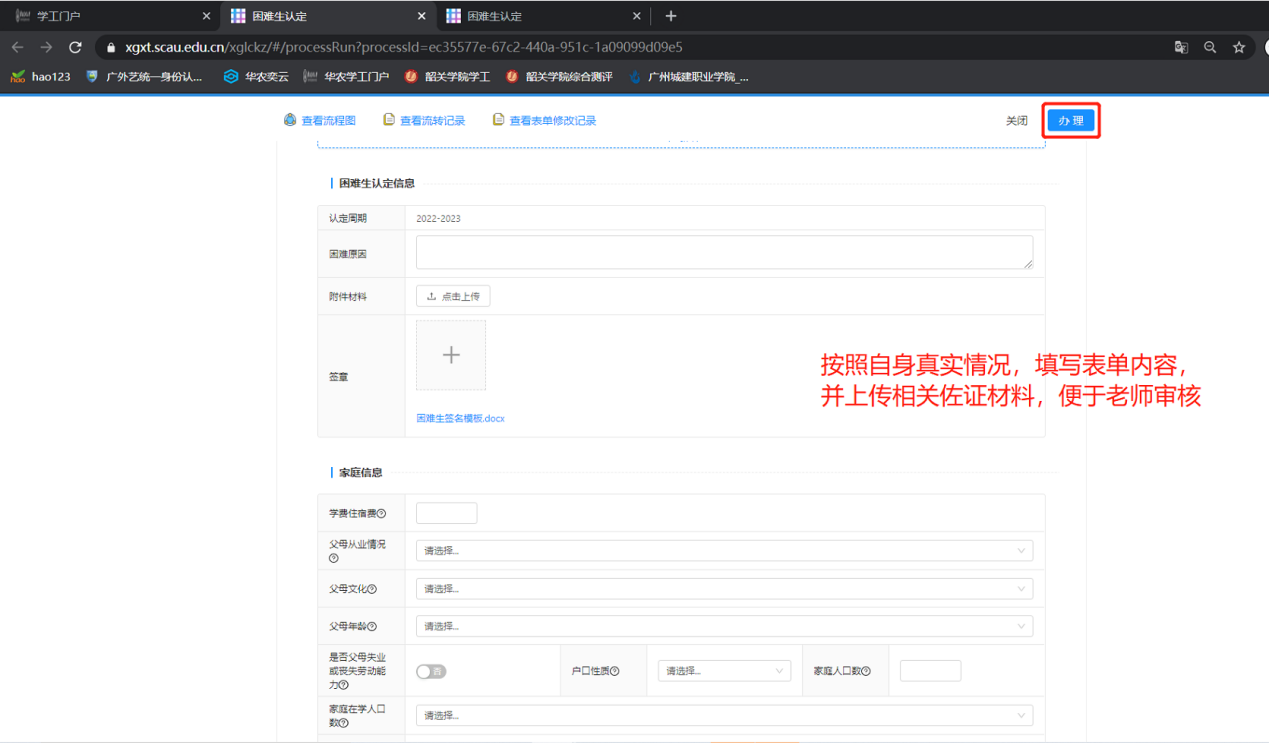 学工门户
困难生认定
困难生认定
xgxt.scau.edu.cn/xglckz/#/processRun?processId=ec35577e-67c2-440a-951c-1a09099d09e5
hao123 广外艺统一身份认... 华农奕云 华农学工门户 韶关学院学工 韶关学院综合测评 广州城建职业学院_...
查看流程图 查看流转记录 查看表单修改记录 关闭 办 理
困难生认定信息
认定周期 2022-2023
困难原因
附件材料 点击上传
签章
困难生签名模板.docx
按照自身真实情况，填写表单内容，
并上传相关佐证材料，便于老师审核
家庭信息
学费住宿费
父母从业情况 请选择...
父母文化 请选择...
父母年龄 请选择...
是否父母失业
或丧失劳动能
力 否 户口性质 请选择... 家庭人口数
家庭在学人口
数 请选择...